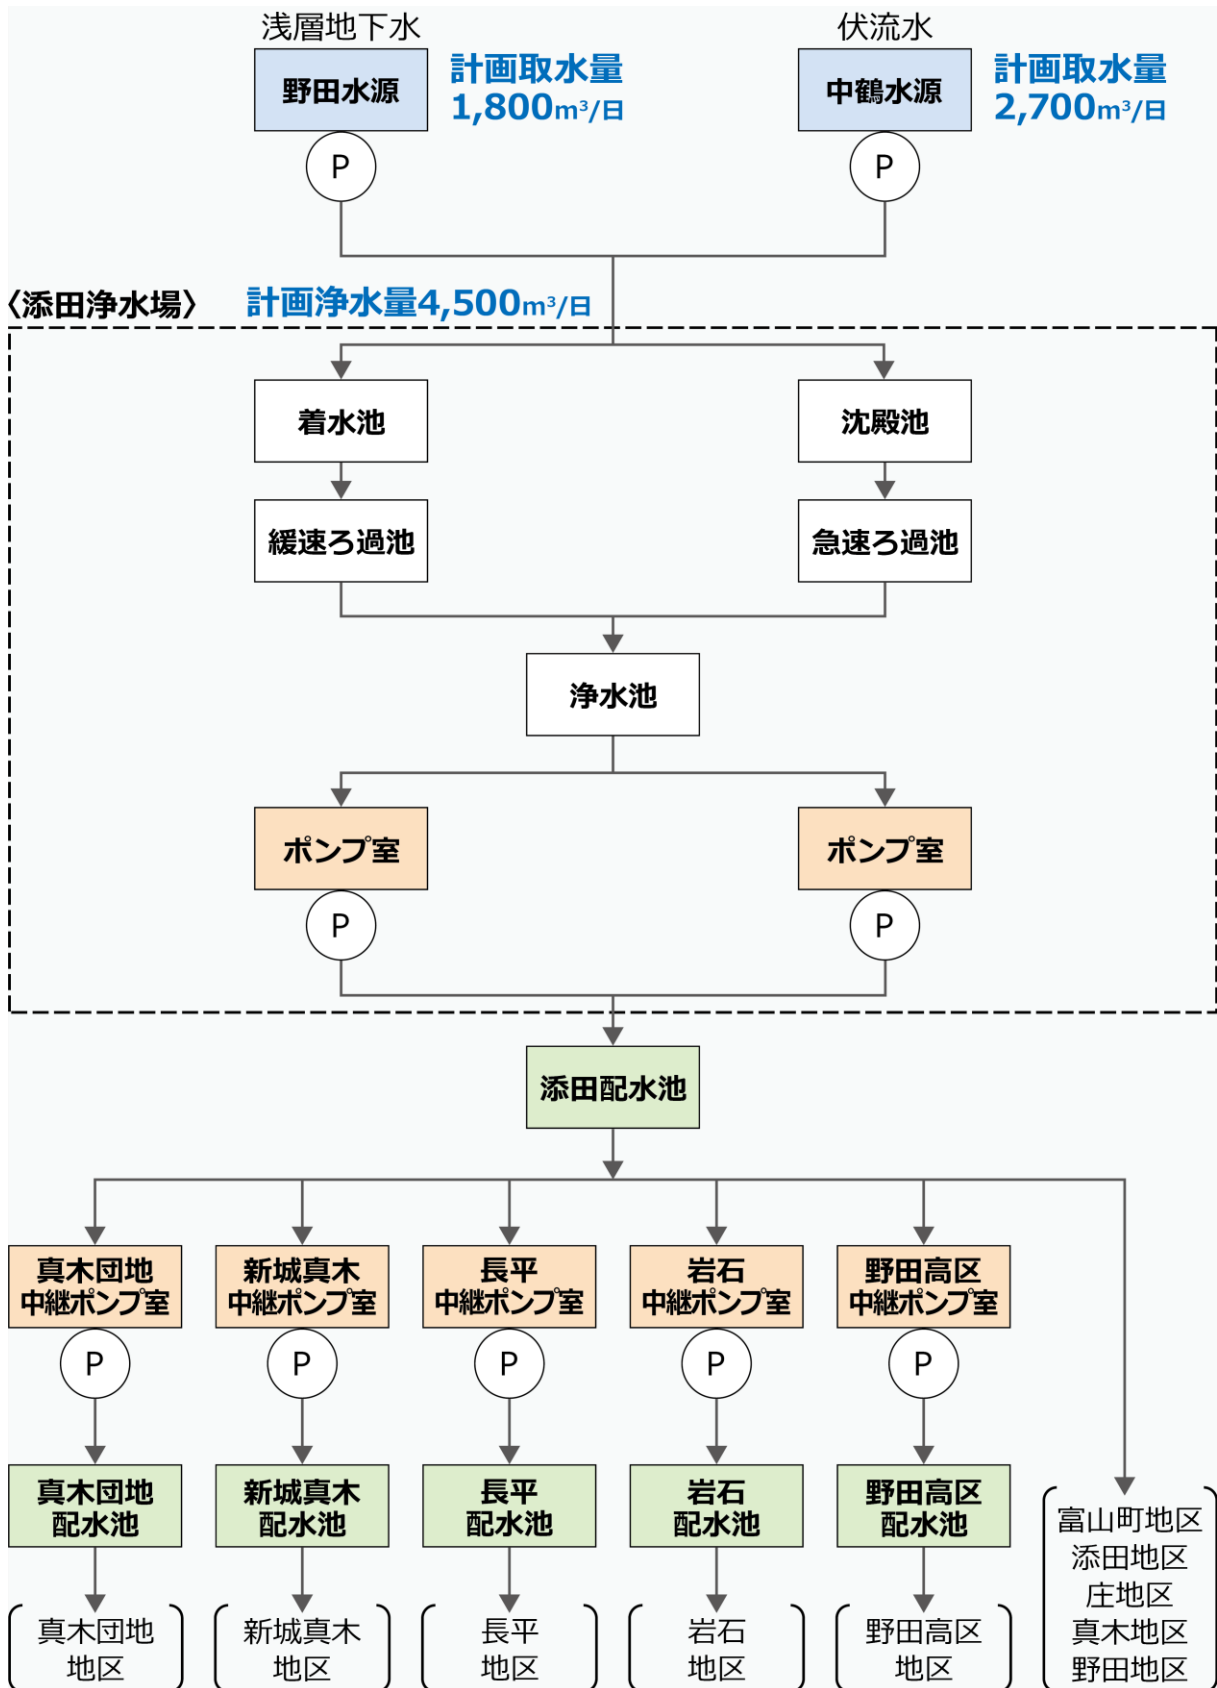 浅層地下水
伏流水
野田水源
計画取水量
1,800m³/日
中鶴水源
計画取水量
2,700m³/日
P
P
〈添田浄水場〉
計画浄水量4,500m³/日
着水池
沈殿池
緩速ろ過池
急速ろ過池
浄水池
ポンプ室
ポンプ室
P
P
添田配水池
真木団地
中継ポンプ室
新城真木
中継ポンプ室
長平
中継ポンプ室
岩石
中継ポンプ室
野田高区
中継ポンプ室
P
P
P
P
P
真木団地
配水池
新城真木
配水池
長平
配水池
岩石
配水池
野田高区
配水池
真木団地
地区
新城真木
地区
長平
地区
岩石
地区
野田高区
地区
富山町地区
添田地区
庄地区
真木地区
野田地区